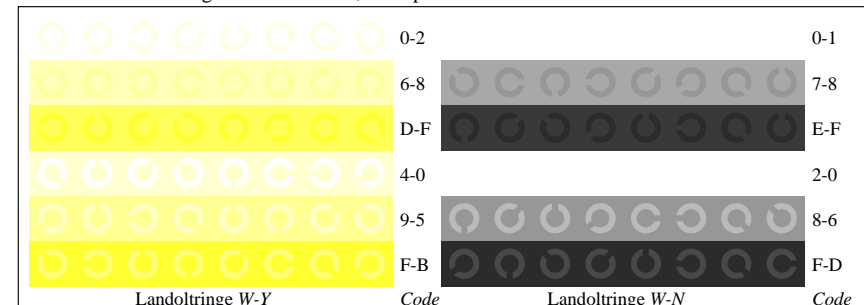 0-2 0-1
6-8 7-8
D-F E-F
4-0 2-0
9-5 8-6
F-B F-D
Landoltringe W-Y Code Landoltringe W-N Code